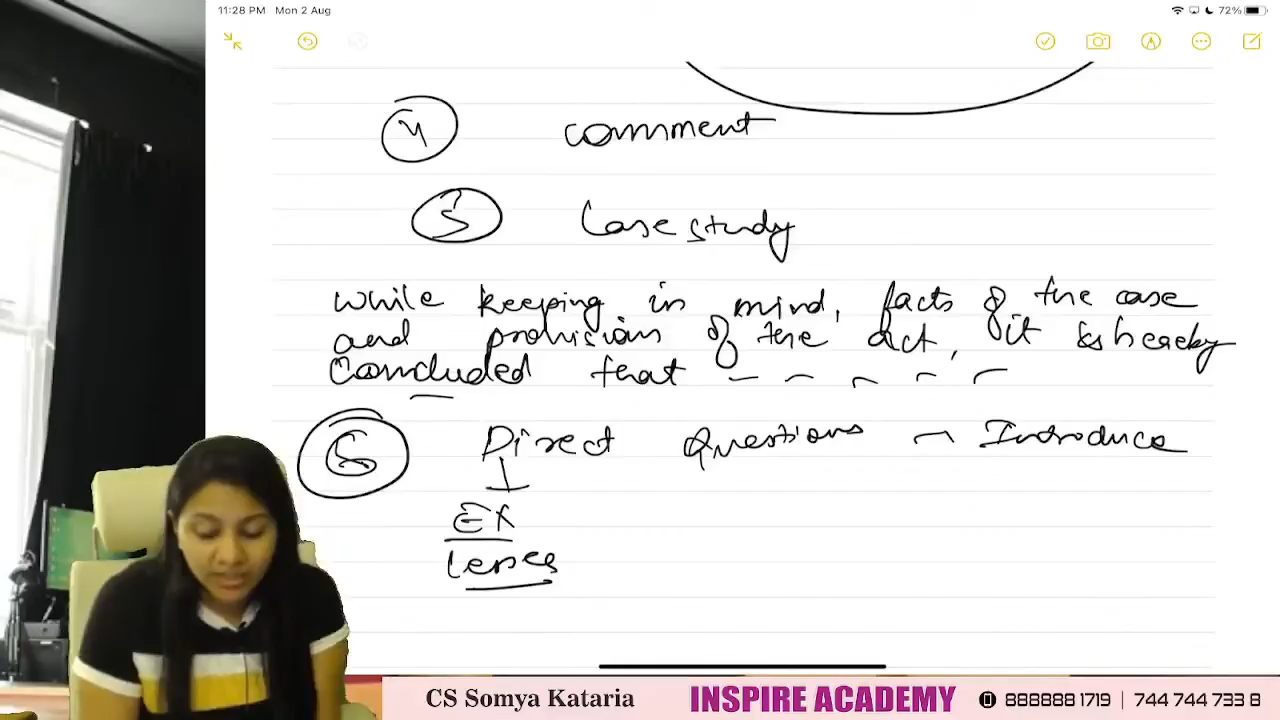 11:28 PM Mon 2 Aug
72%
4 comment
5 Case study
while keeping in mind, facts of the case
and provisions of the act, it is hereby
Concluded that
6 Direct Questions - Introduce
Ex
CS Somya Kataria INSPIRE ACADEMY 888888 1719 | 744 744 733 8